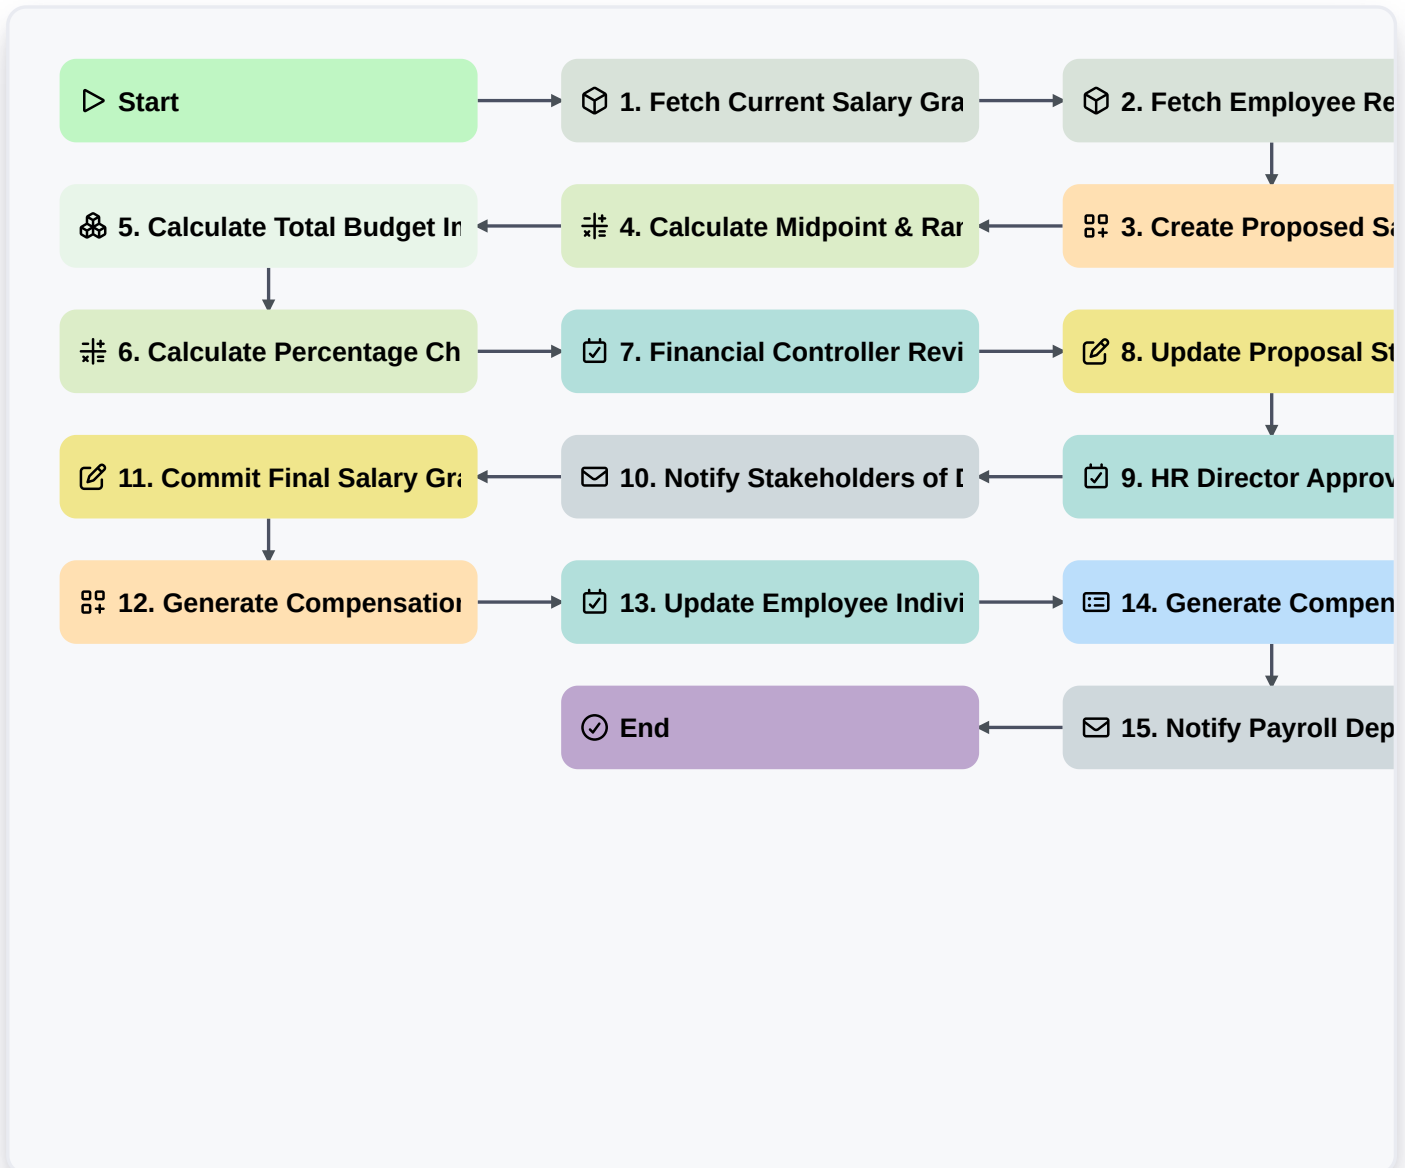 Start
1. Fetch Current Salary Gra
2. Fetch Employee Re
5. Calculate Total Budget
4. Calculate Midpoint & Ran
3. Create Proposed Sa
6. Calculate Percentage Ch
7. Financial Controller Revi
8. Update Proposal St
11. Commit Final Salary Gra
10. Notify Stakeholders of
9. HR Director Approv
12. Generate Compensation
13. Update Employee Indivi
14. Generate Compen
End
15. Notify Payroll Dep